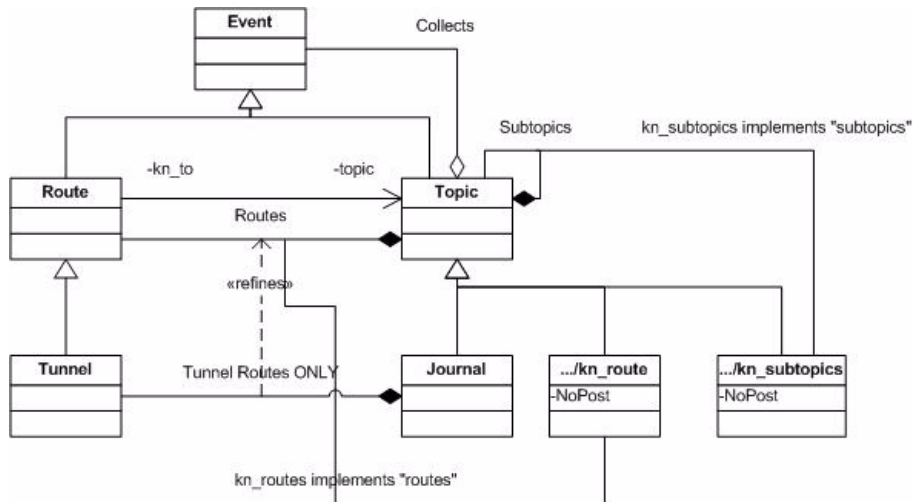 Event
Collects
Subtopics
kn_subtopics implements "subtopics"
-kn_to
-topic
Route
Topic
Routes
«refines»
Tunnel
Tunnel Routes ONLY
Journal
.../kn_route
-NoPost
.../kn_subtopics
-NoPost
kn_routes implements "routes"